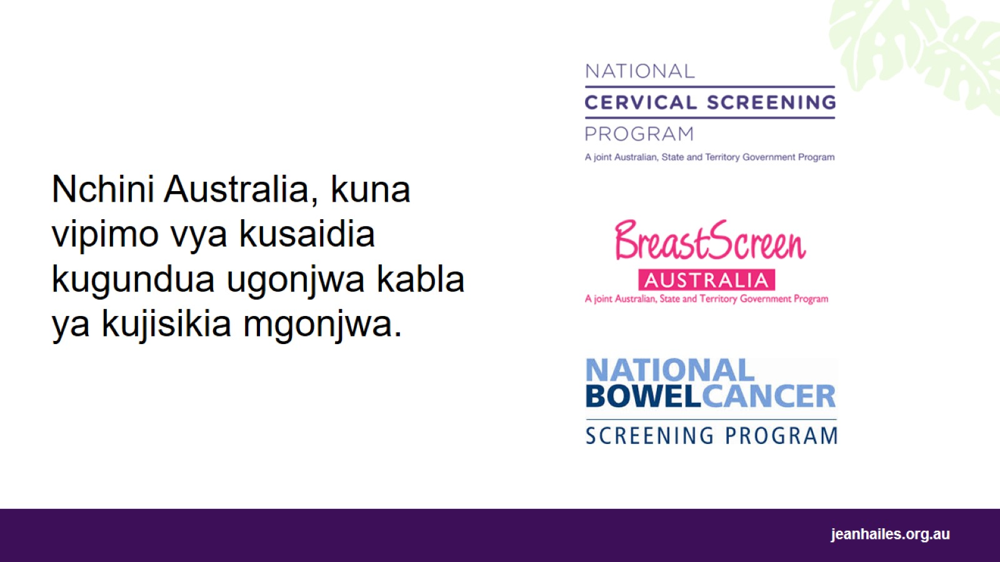 Nchini Australia, kuna
vipimo vya kusaidia
kugundua ugonjwa kabla
ya kujisikia mgonjwa.
NATIONAL
CERVICAL SCREENING
PROGRAM
A joint Australian, State and Territory Government Program
BreastScreen
AUSTRALIA
A joint Australian, State and Territory Government Program
NATIONAL
BOWELCANCER
SCREENING PROGRAM
jeanhailes.org.au